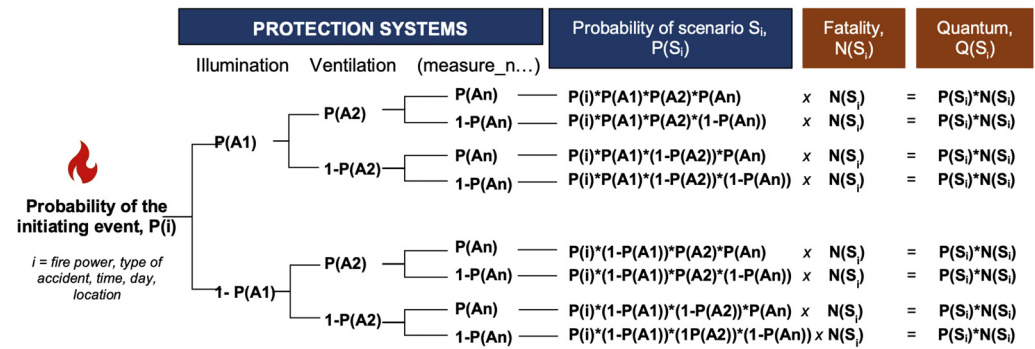 PROTECTION SYSTEMS
Probability of scenario Si,
P(Si)
Fatality,
N(Si)
Quantum,
Q(Si)
Illumination Ventilation (measure_n…)
P(An) P(i)*P(A1)*P(A2)*P(An) x N(Si) = P(Si)*N(Si)
P(A2)
1-P(An) P(i)*P(A1)*P(A2)*(1-P(An)) x N(Si) = P(Si)*N(Si)
P(A1)
P(An) P(i)*P(A1)*(1-P(A2))*P(An) x N(Si) = P(Si)*N(Si)
1-P(A2)
1-P(An) P(i)*P(A1)*(1-P(A2))*(1-P(An)) x N(Si) = P(Si)*N(Si)
Probability of the
initiating event, P(i)
i = fire power, type of
accident, time, day,
location
P(An) P(i)*(1-P(A1))*P(A2)*P(An) x N(Si) = P(Si)*N(Si)
P(A2)
1-P(An) P(i)*(1-P(A1))*P(A2)*(1-P(An)) x N(Si) = P(Si)*N(Si)
1- P(A1)
P(An) P(i)*(1-P(A1))*(1-P(A2))*P(An) x N(Si) = P(Si)*N(Si)
1-P(A2)
1-P(An) P(i)*(1-P(A1))*(1P(A2))*(1-P(An)) x N(Si) = P(Si)*N(Si)